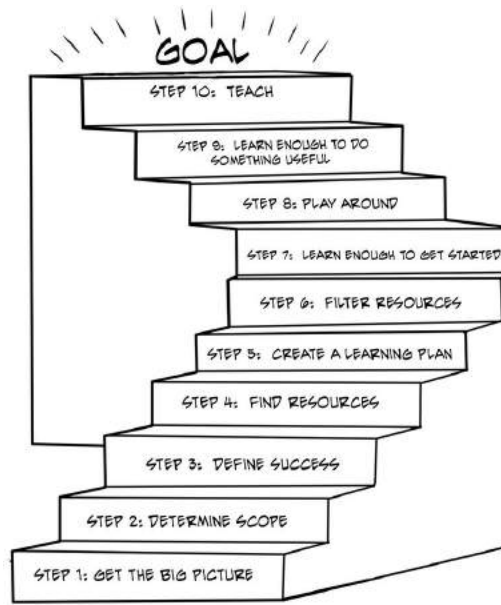 GOAL
STEP 10: TEACH
STEP 9: LEARN ENOUGH TO DO
SOMETHING USEFUL
STEP 8: PLAY AROUND
STEP 7: LEARN ENOUGH TO GET STARTED
STEP 6: FILTER RESOURCES
STEP 5: CREATE A LEARNING PLAN
STEP 4: FIND RESOURCES
STEP 3: DEFINE SUCCESS
STEP 2: DETERMINE SCOPE
STEP 1: GET THE BIG PICTURE